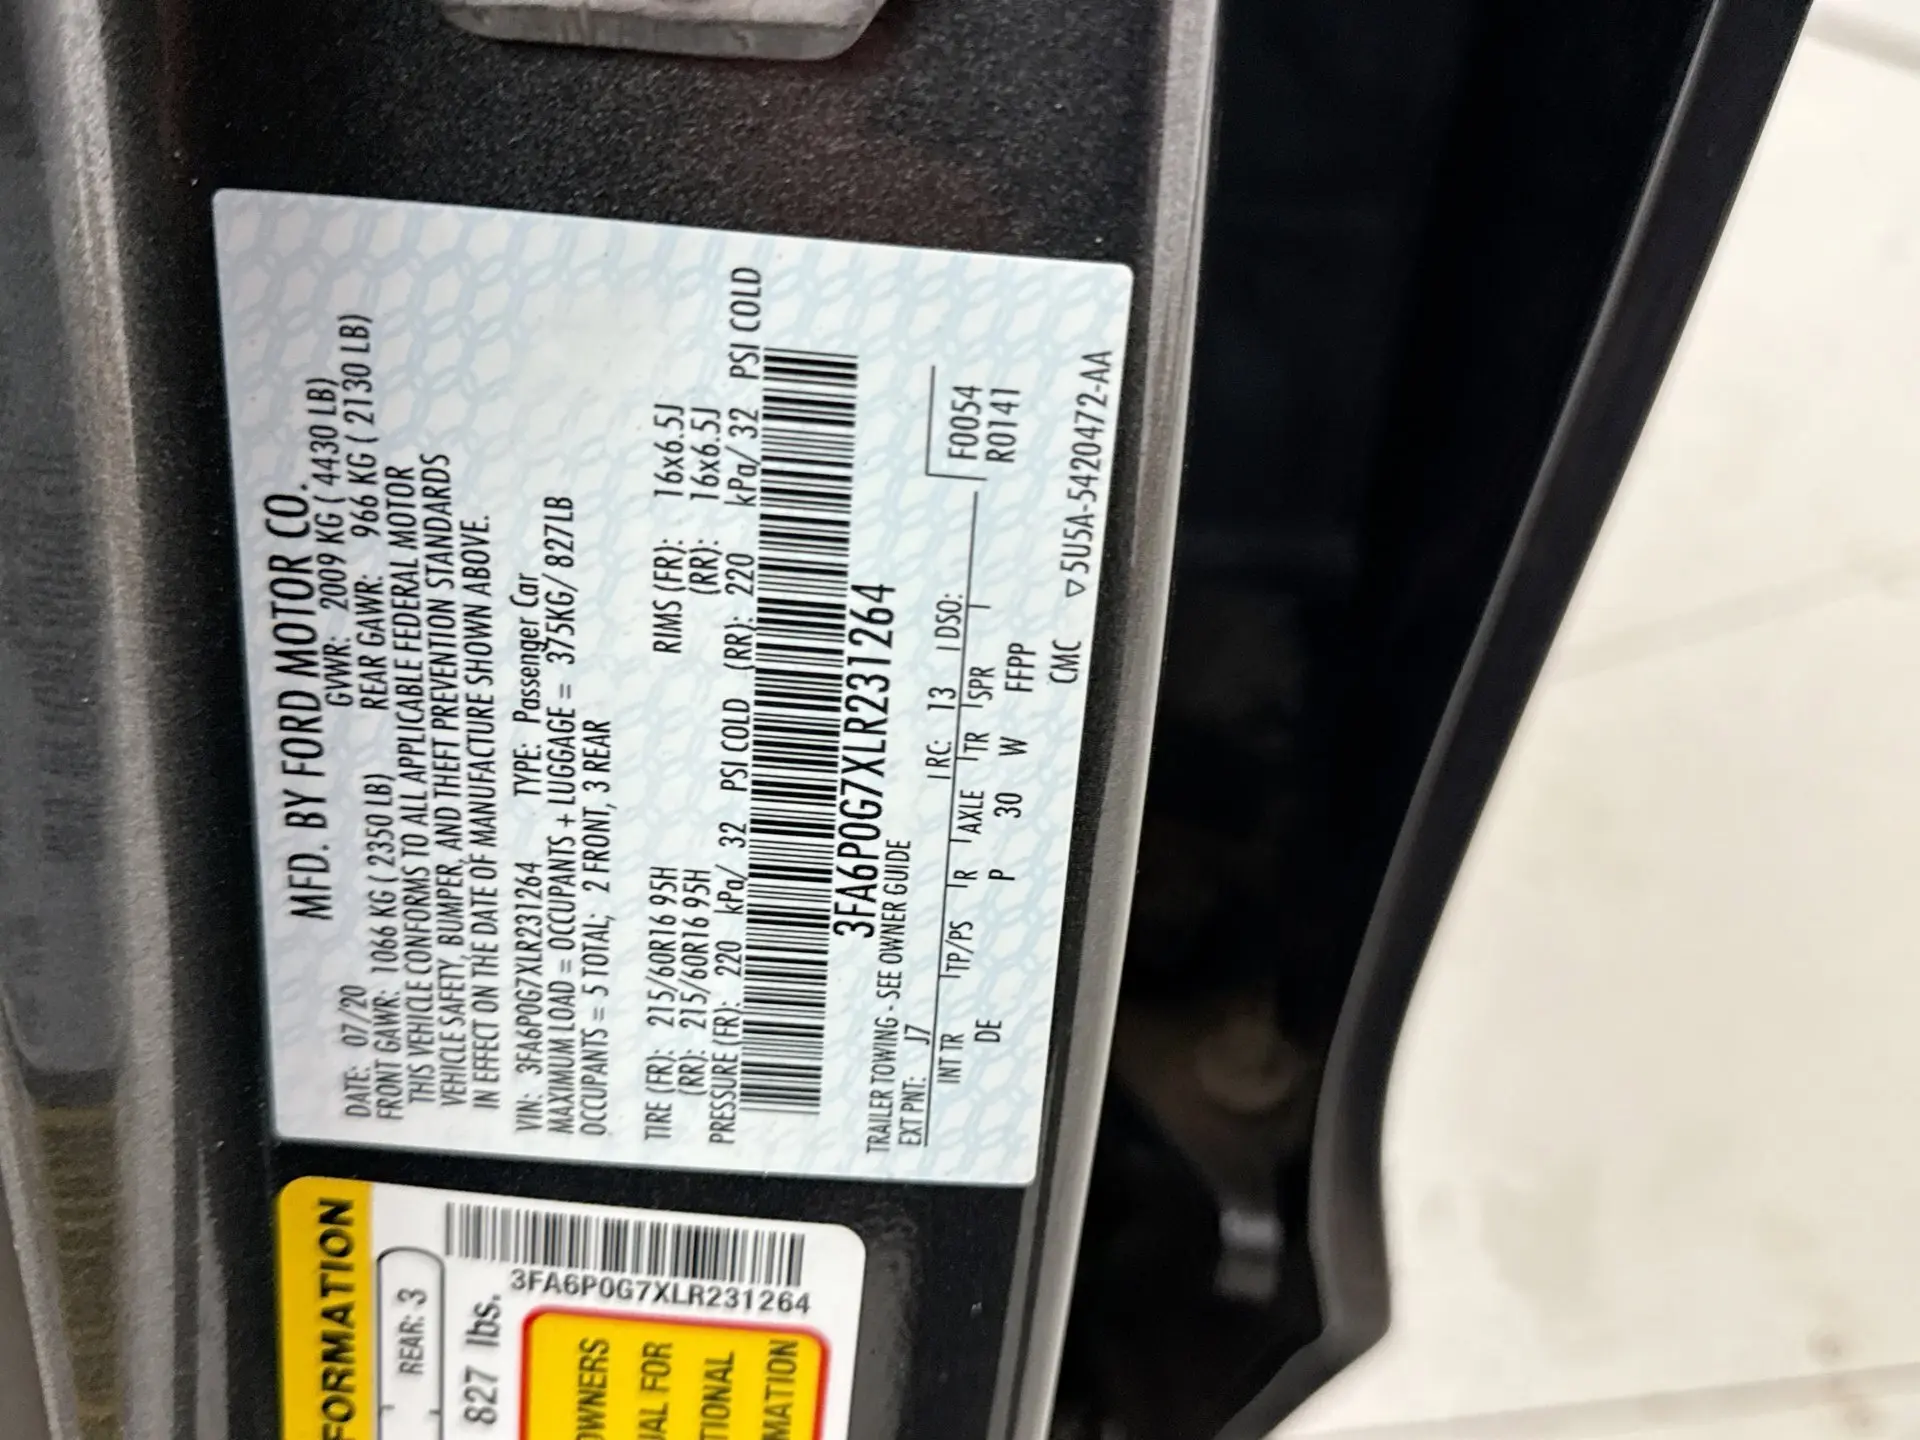 MFD. BY FORD MOTOR CO.
DATE: 07/20 GVWR: 2009 KG ( 4430 LB)
FRONT GAWR: 1066 KG ( 2350 LB) REAR GAWR: 966 KG ( 2130 LB)
THIS VEHICLE CONFORMS TO ALL APPLICABLE FEDERAL MOTOR
VEHICLE SAFETY, BUMPER, AND THEFT PREVENTION STANDARDS
IN EFFECT ON THE DATE OF MANUFACTURE SHOWN ABOVE.
VIN: 3FA6P0G7XLR231264 TYPE: Passenger Car
MAXIMUM LOAD = OCCUPANTS + LUGGAGE = 375KG/ 827LB
OCCUPANTS = 5 TOTAL; 2 FRONT, 3 REAR
TIRE (FR): 215/60R16 95H RIMS (FR): 16x6.5J
(RR): 215/60R16 95H (RR): 16x6.5J
PRESSURE (FR): 220 kPa/ 32 PSI COLD (RR): 220 kPa/ 32 PSI COLD
3FA6P0G7XLR231264
TRAILER TOWING - SEE OWNER GUIDE
EXT PNT: J7 RC: 13 DSO:
INT TR TP/PS R AXLE TR SPR
DE P 30 W FFPP
F0054
R0141
CMC ▽5U5A-5420472-AA
FORMATION
REAR: 3
827 lbs.
3FA6P0G7XLR231264
OWNERS
UAL FOR
TIONAL
MATION